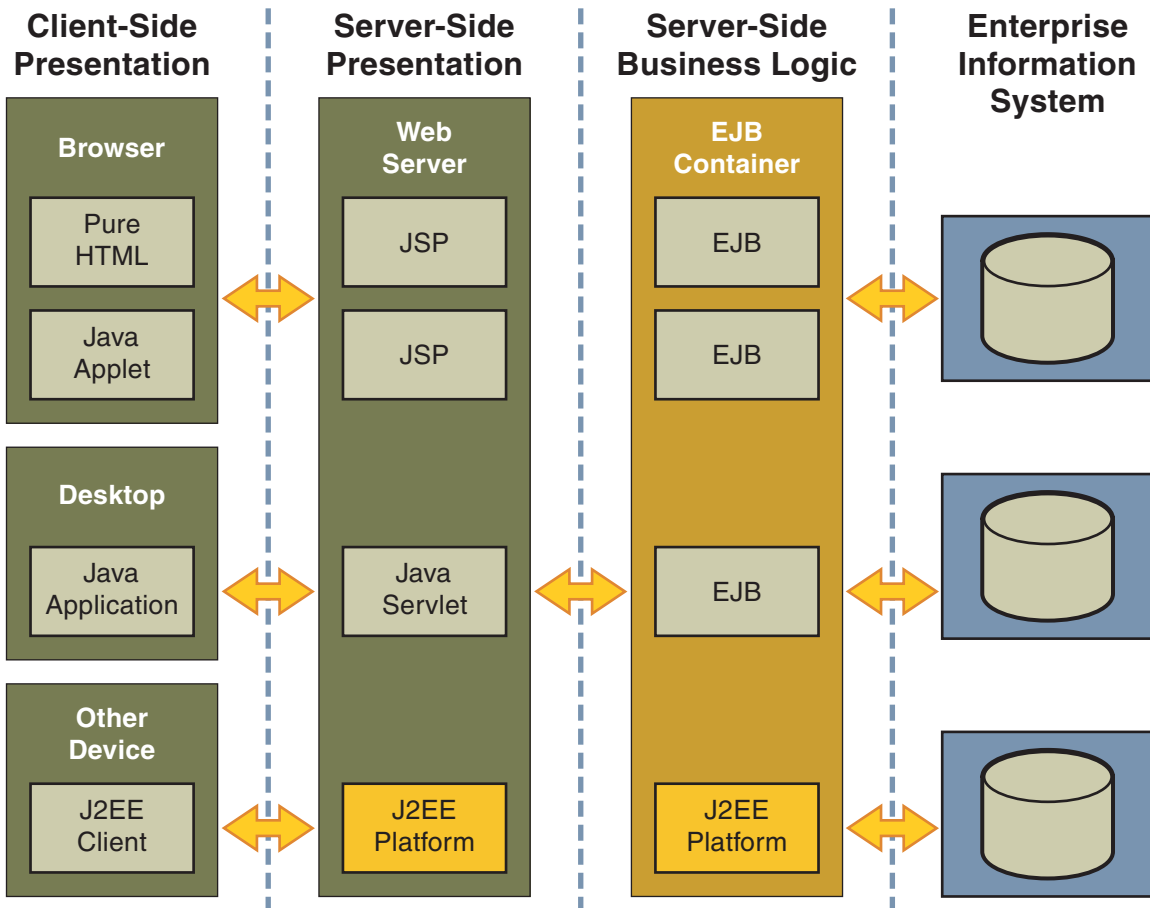 Client-Side
Presentation
Server-Side
Presentation
Server-Side
Business Logic
Enterprise
Information
System
Browser
Pure
HTML
Java
Applet
Desktop
Java
Application
Other
Device
J2EE
Client
Web
Server
JSP
JSP
Java
Servlet
J2EE
Platform
EJB
Container
EJB
EJB
EJB
J2EE
Platform